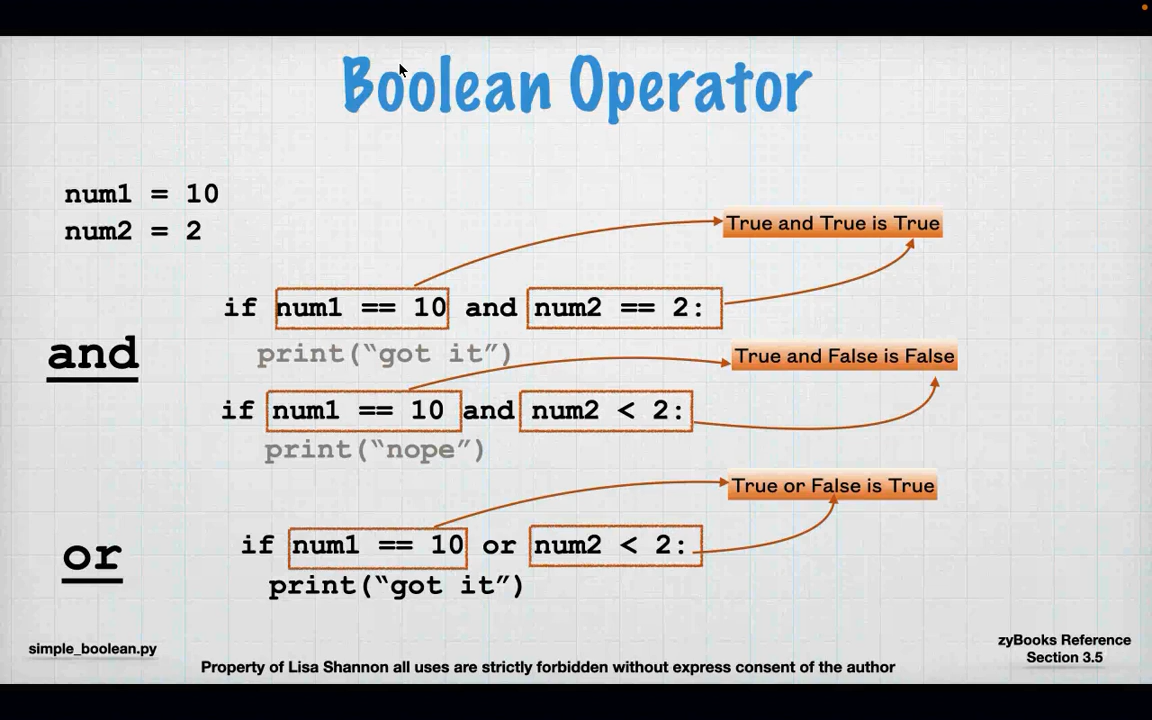 Boolean Operator
num1 = 10
num2 = 2
True and True is True
if num1 == 10 and num2 == 2:
and
print(“got it”)
True and False is False
if num1 == 10 and num2 < 2:
print(“nope”)
True or False is True
or
if num1 == 10 or num2 < 2:
print(“got it”)
simple_boolean.py
Property of Lisa Shannon all uses are strictly forbidden without express consent of the author
zyBooks Reference
Section 3.5